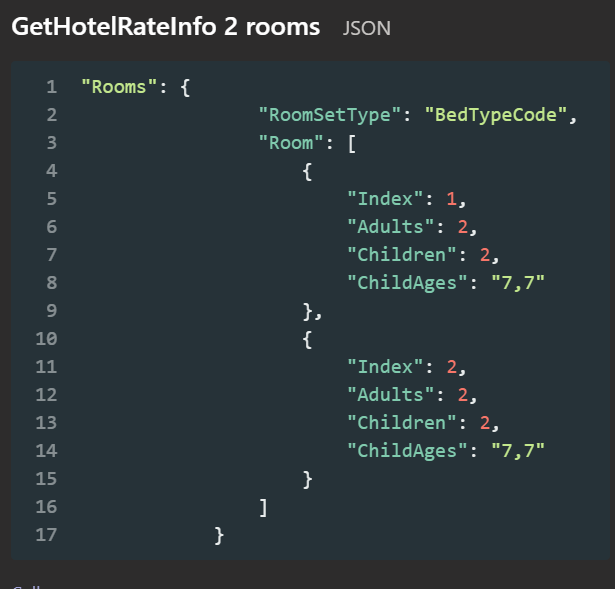 GetHotelRateInfo 2 rooms JSON
1 "Rooms": {
2 "RoomSetType": "BedTypeCode",
3 "Room": [
4 {
5 "Index": 1,
6 "Adults": 2,
7 "Children": 2,
8 "ChildAges": "7,7"
9 },
10 {
11 "Index": 2,
12 "Adults": 2,
13 "Children": 2,
14 "ChildAges": "7,7"
15 }
16 ]
17 }